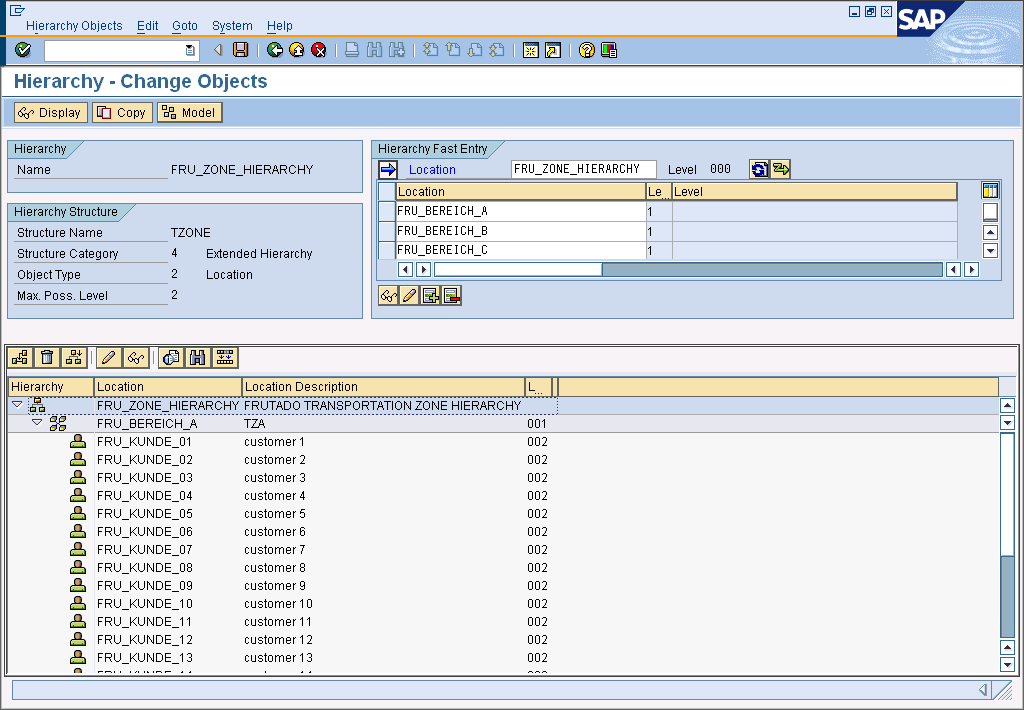 Hierarchy Objects Edit Goto System Help
SAP
Hierarchy - Change Objects
Display Copy Model
Hierarchy
Name FRU_ZONE_HIERARCHY
Hierarchy Structure
Structure Name TZONE
Structure Category 4 Extended Hierarchy
Object Type 2 Location
Max. Poss. Level 2
Hierarchy Fast Entry
Location FRU_ZONE_HIERARCHY Level 000
Location Le... Level
FRU_BEREICH_A 1
FRU_BEREICH_B 1
FRU_BEREICH_C 1
Hierarchy Location Location Description L...
FRU_ZONE_HIERARCHY FRUTADO TRANSPORTATION ZONE HIERARCHY
FRU_BEREICH_A TZA 001
FRU_KUNDE_01 customer 1 002
FRU_KUNDE_02 customer 2 002
FRU_KUNDE_03 customer 3 002
FRU_KUNDE_04 customer 4 002
FRU_KUNDE_05 customer 5 002
FRU_KUNDE_06 customer 6 002
FRU_KUNDE_07 customer 7 002
FRU_KUNDE_08 customer 8 002
FRU_KUNDE_09 customer 9 002
FRU_KUNDE_10 customer 10 002
FRU_KUNDE_11 customer 11 002
FRU_KUNDE_12 customer 12 002
FRU_KUNDE_13 customer 13 002